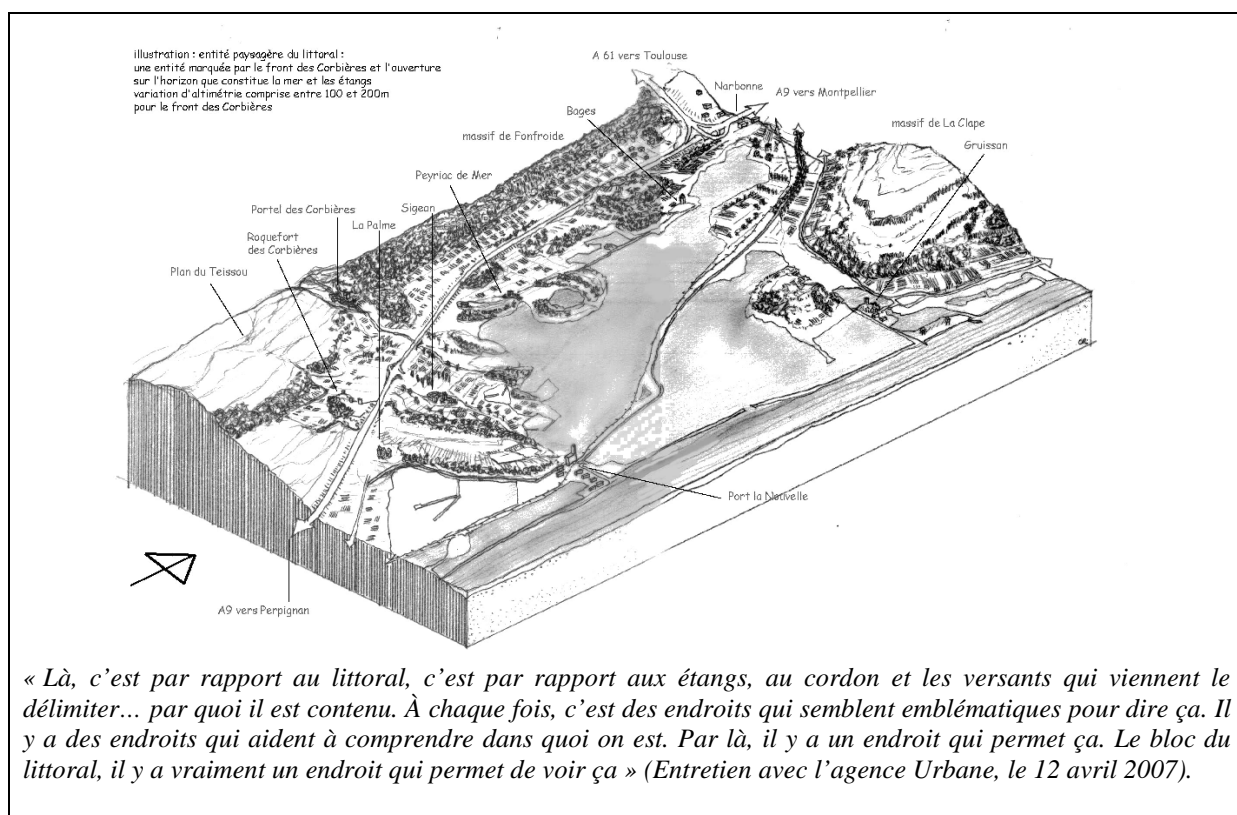 illustration : entité paysagère du littoral :
une entité marquée par le front des Corbières et l'ouverture
sur l'horizon que constitue la mer et les étangs
variation d'altimétrie comprise entre 100 et 200m
pour le front des Corbières
A 61 vers Toulouse
Narbonne
A9 vers Montpellier
Bages
massif de La Clape
massif de Fonfroide
Gruissan
Peyriac de Mer
Sigean
Portel des Corbières
La Palme
Roquefort
des Corbières
Plan du Teissou
Port la Nouvelle
A9 vers Perpignan
« Là, c'est par rapport au littoral, c'est par rapport aux étangs, au cordon et les versants qui viennent le
délimiter… par quoi il est contenu. À chaque fois, c'est des endroits qui semblent emblématiques pour dire ça. Il
y a des endroits qui aident à comprendre dans quoi on est. Par là, il y a un endroit qui permet ça. Le bloc du
littoral, il y a vraiment un endroit qui permet de voir ça » (Entretien avec l'agence Urbane, le 12 avril 2007).